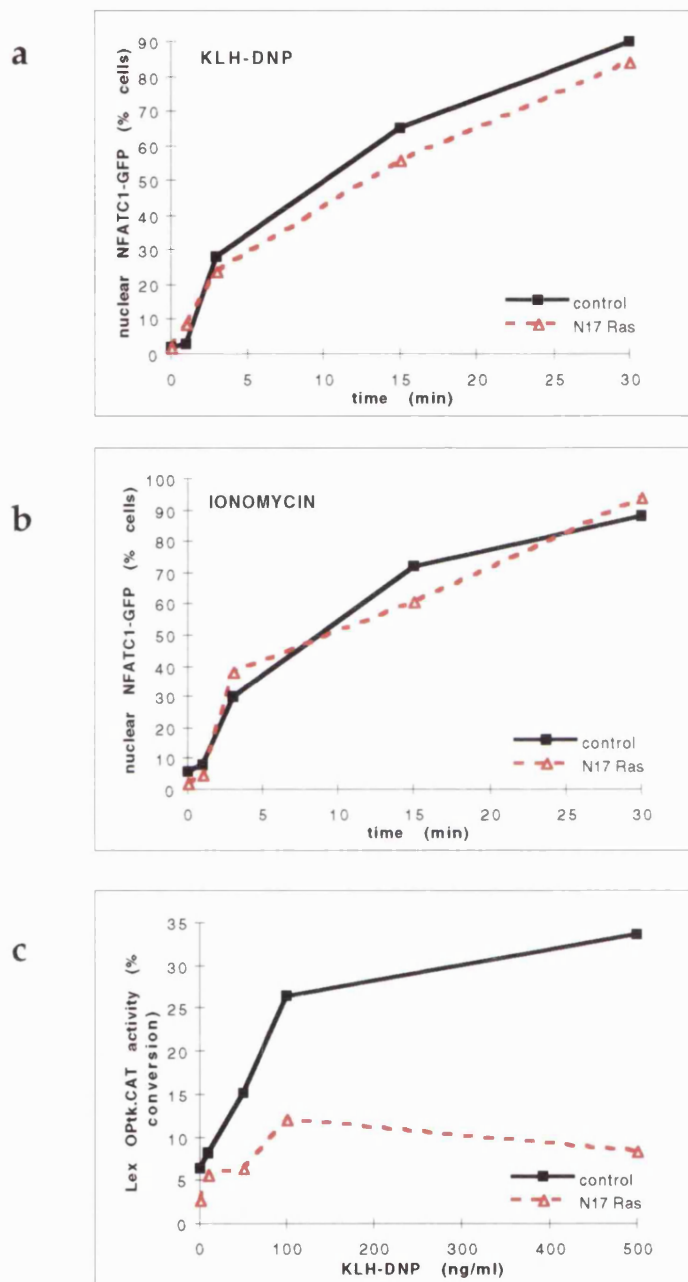 a
KLH-DNP
nuclear NFATC1-GFP (% cells)
90
80
70
60
50
40
30
20
10
0
0 5 10 15 20 25 30
time (min)
control
N17 Ras
b
IONOMYCIN
nuclear NFATC1-GFP (% cells)
100
90
80
70
60
50
40
30
20
10
0
0 5 10 15 20 25 30
time (min)
control
N17 Ras
c
Lex OPtk.CAT activity (%
conversion)
35
30
25
20
15
10
5
0
0 100 200 300 400 500
KLH-DNP (ng/ml)
control
N17 Ras